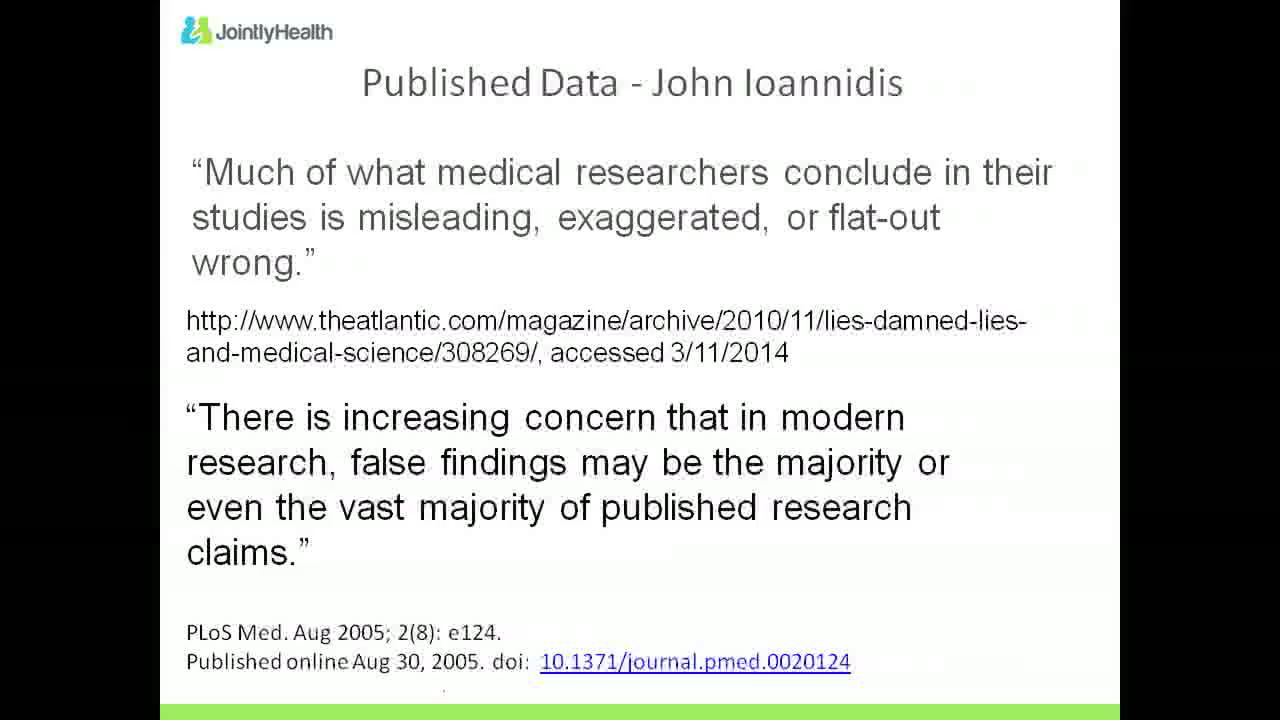 JointlyHealth
Published Data - John Ioannidis
“Much of what medical researchers conclude in their
studies is misleading, exaggerated, or flat-out
wrong.”
http://www.theatlantic.com/magazine/archive/2010/11/lies-damned-lies-
and-medical-science/308269/, accessed 3/11/2014
“There is increasing concern that in modern
research, false findings may be the majority or
even the vast majority of published research
claims.”
PLoS Med. Aug 2005; 2(8): e124.
Published online Aug 30, 2005. doi: 10.1371/journal.pmed.0020124